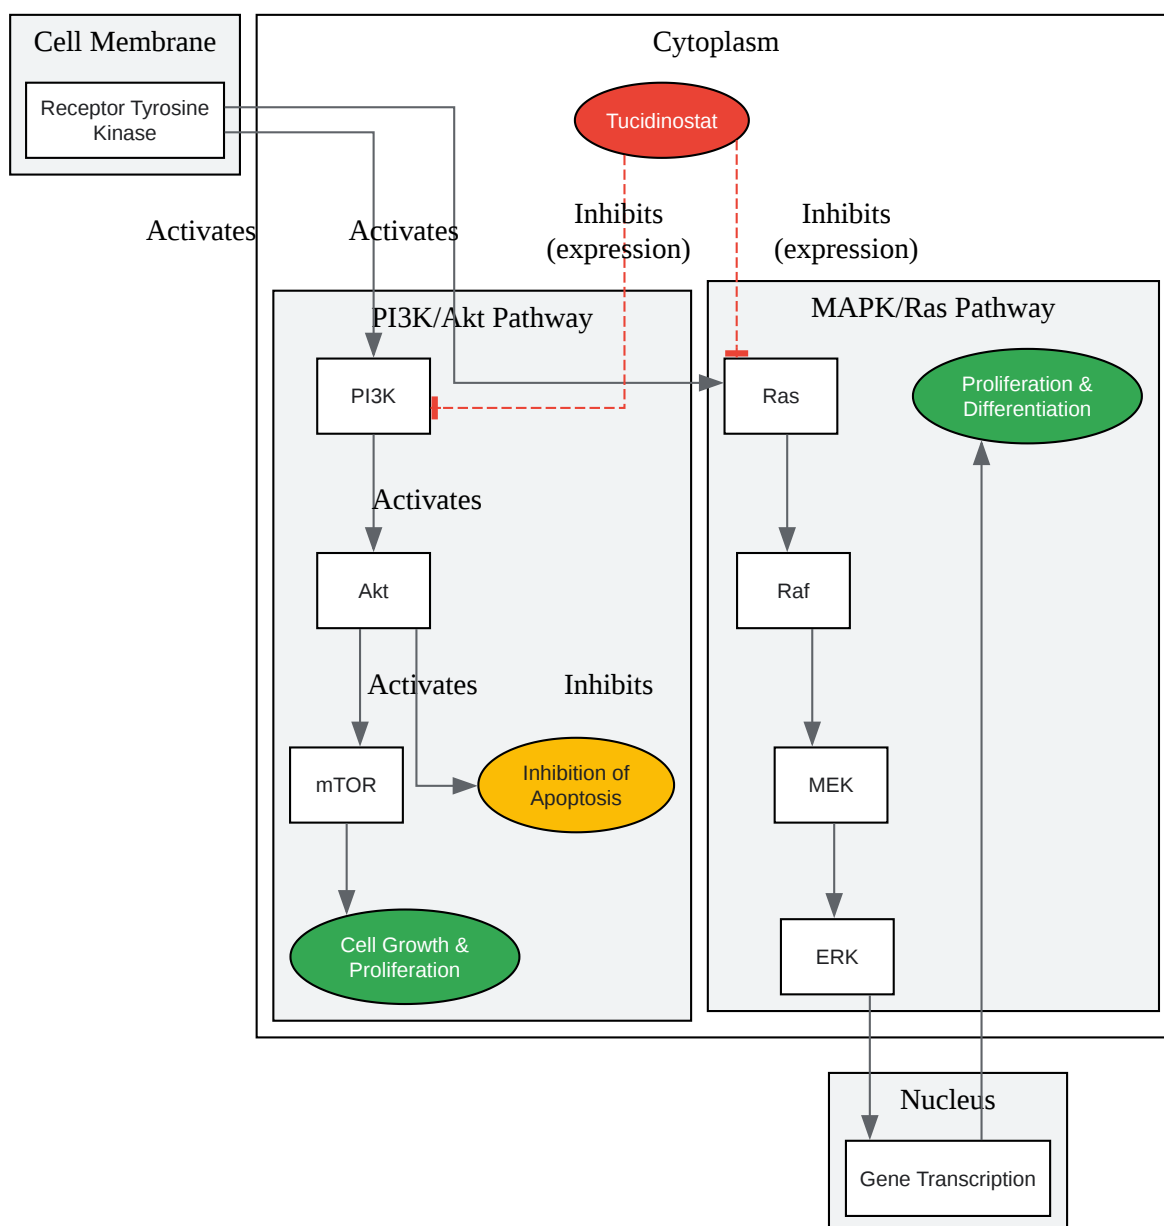 Cell Membrane
Cytoplasm
Receptor Tyrosine
Kinase
Tucidinostat
Activates
Activates
Inhibits
(expression)
Inhibits
(expression)
PI3K/Akt Pathway
MAPK/Ras Pathway
PI3K
Ras
Proliferation &
Differentiation
Activates
Akt
Raf
Activates
Inhibits
mTOR
Inhibition of
Apoptosis
MEK
Cell Growth &
Proliferation
ERK
Nucleus
Gene Transcription